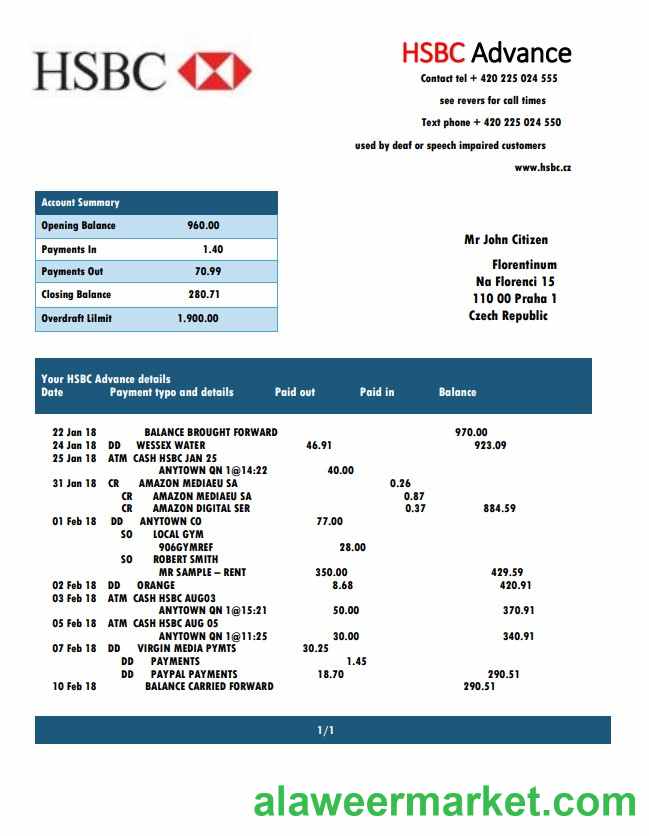 HSBC
HSBC Advance
Contact tel + 420 225 024 555
see revers for call times
Text phone + 420 225 024 550
used by deaf or speech impaired customers
www.hsbc.cz
Account Summary
Opening Balance 960.00
Payments In 1.40
Payments Out 70.99
Closing Balance 280.71
Overdraft Lilmit 1.900.00
Mr John Citizen
Florentinum
Na Florenci 15
110 00 Praha 1
Czech Republic
Your HSBC Advance details
Date Payment typo and details Paid out Paid in Balance
22 Jan 18 BALANCE BROUGHT FORWARD 970.00
24 Jan 18 DD WESSEX WATER 46.91 923.09
25 Jan 18 ATM CASH HSBC JAN 25
ANYTOWN QN 1@14:22 40.00
31 Jan 18 CR AMAZON MEDIAEU SA 0.26
CR AMAZON MEDIAEU SA 0.87
CR AMAZON DIGITAL SER 0.37 884.59
01 Feb 18 DD ANYTOWN CO 77.00
SO LOCAL GYM
906GYMREF 28.00
SO ROBERT SMITH
MR SAMPLE – RENT 350.00 429.59
02 Feb 18 DD ORANGE 8.68 420.91
03 Feb 18 ATM CASH HSBC AUG03
ANYTOWN QN 1@15:21 50.00 370.91
05 Feb 18 ATM CASH HSBC AUG 05
ANYTOWN QN 1@11:25 30.00 340.91
07 Feb 18 DD VIRGIN MEDIA PYMTS 30.25
DD PAYMENTS 1.45
DD PAYPAL PAYMENTS 18.70 290.51
10 Feb 18 BALANCE CARRIED FORWARD 290.51
1/1
alaweermarket.com